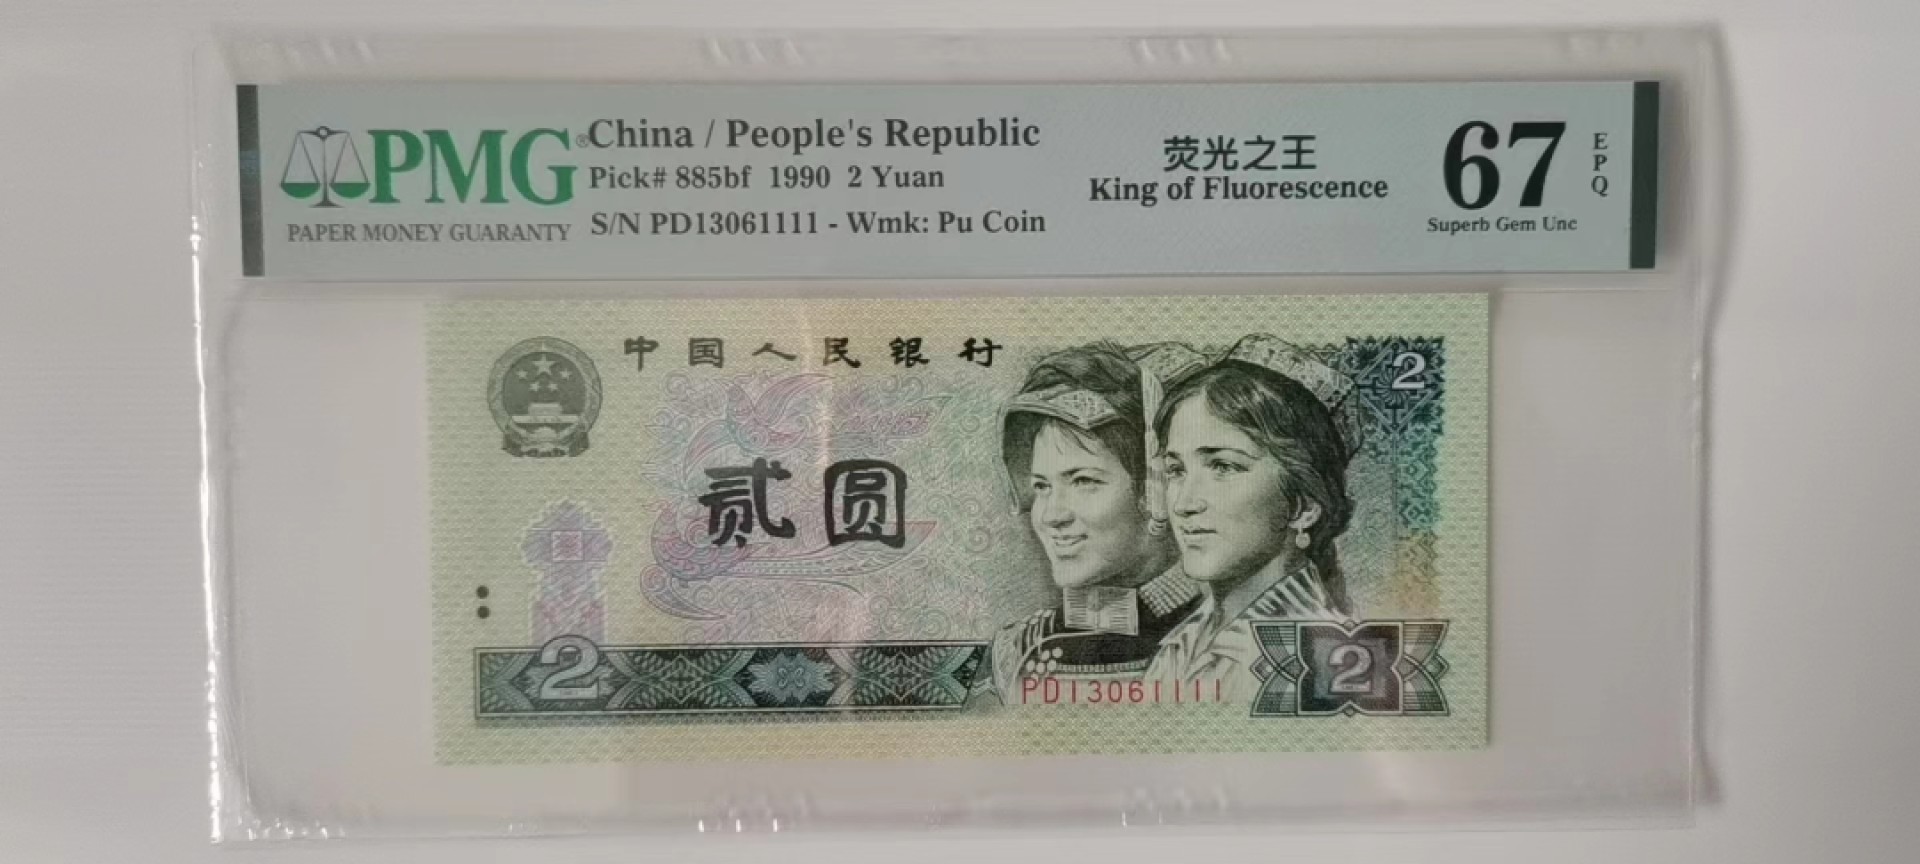 PMG®
PAPER MONEY GUARANTY
China / People's Republic
Pick# 885bf 1990 2 Yuan
S/N PD13061111 - Wmk: Pu Coin
荧光之王
King of Fluorescence
67
EPQ
Superb Gem Unc
中国人民银行
2
贰圆
2
PD13061111
2